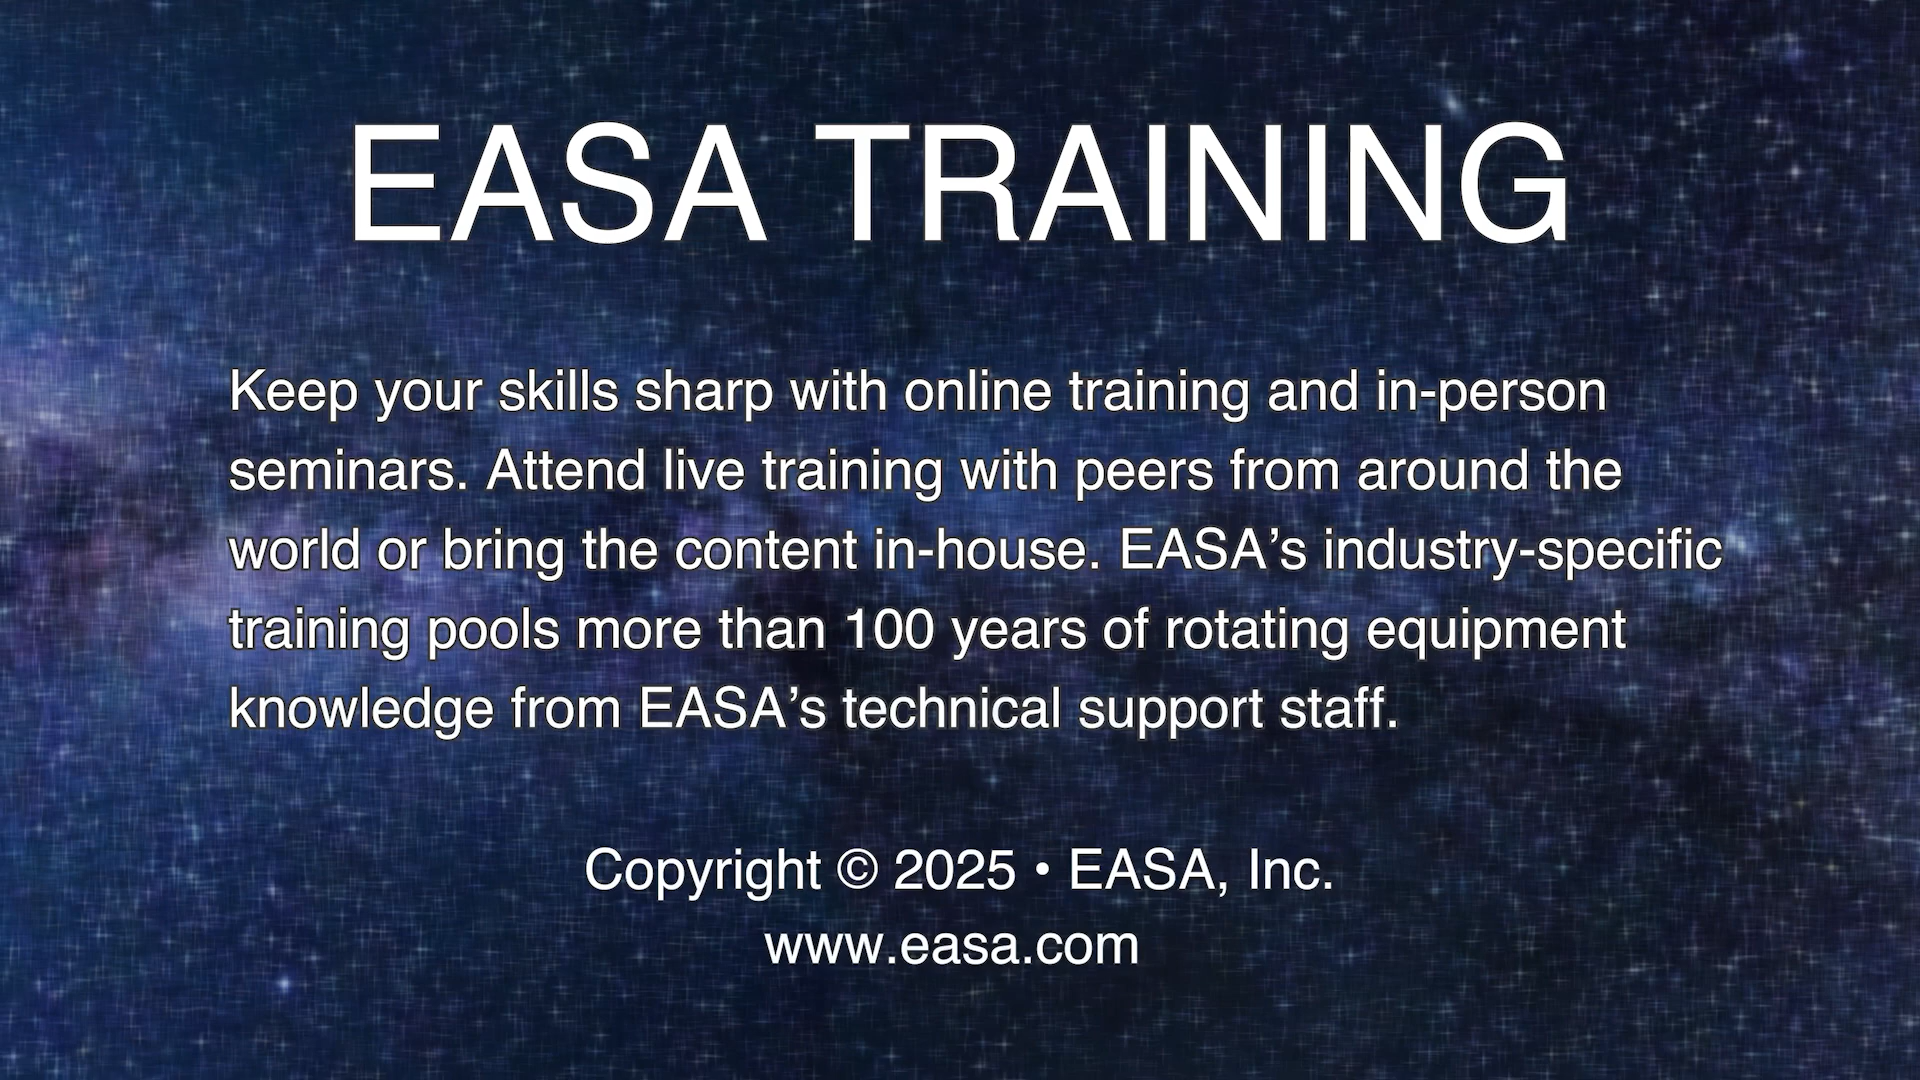 EASA TRAINING
Keep your skills sharp with online training and in-person
seminars. Attend live training with peers from around the
world or bring the content in-house. EASA’s industry-specific
training pools more than 100 years of rotating equipment
knowledge from EASA’s technical support staff.
Copyright © 2025 • EASA, Inc.
www.easa.com